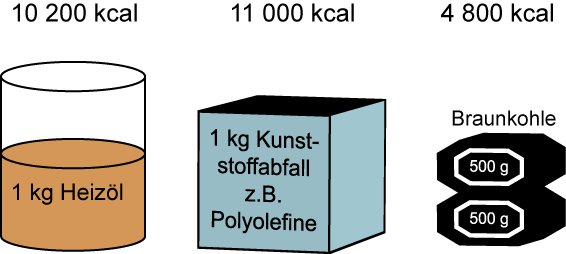 10 200 kcal
11 000 kcal
4 800 kcal
1 kg Heizöl
1 kg Kunst-
stoffabfall
z.B.
Polyolefine
Braunkohle
500 g
500 g